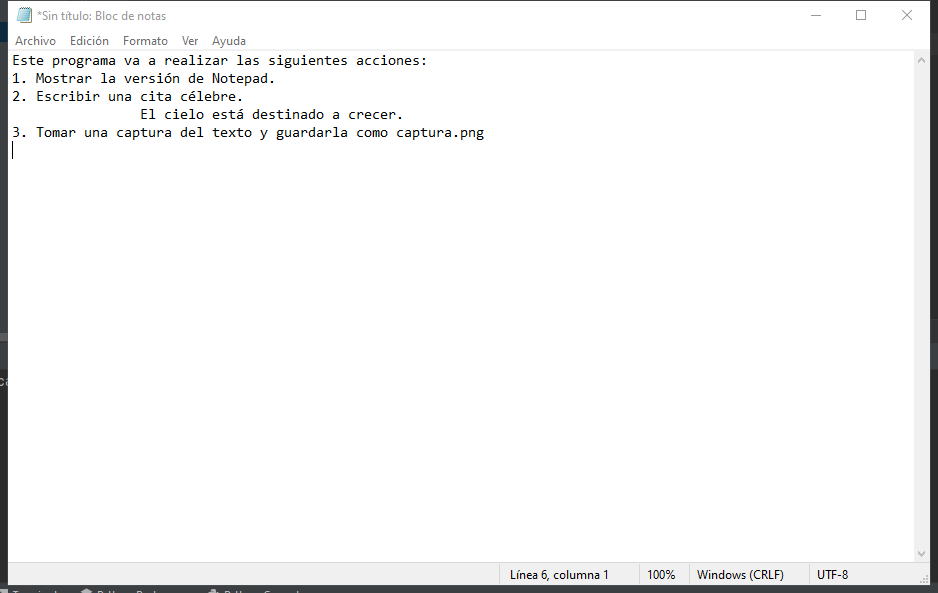 *Sin título: Bloc de notas
Archivo Edición Formato Ver Ayuda
Este programa va a realizar las siguientes acciones:
1. Mostrar la versión de Notepad.
2. Escribir una cita célebre.
El cielo está destinado a crecer.
3. Tomar una captura del texto y guardarla como captura.png
Línea 6, columna 1 100% Windows (CRLF) UTF-8